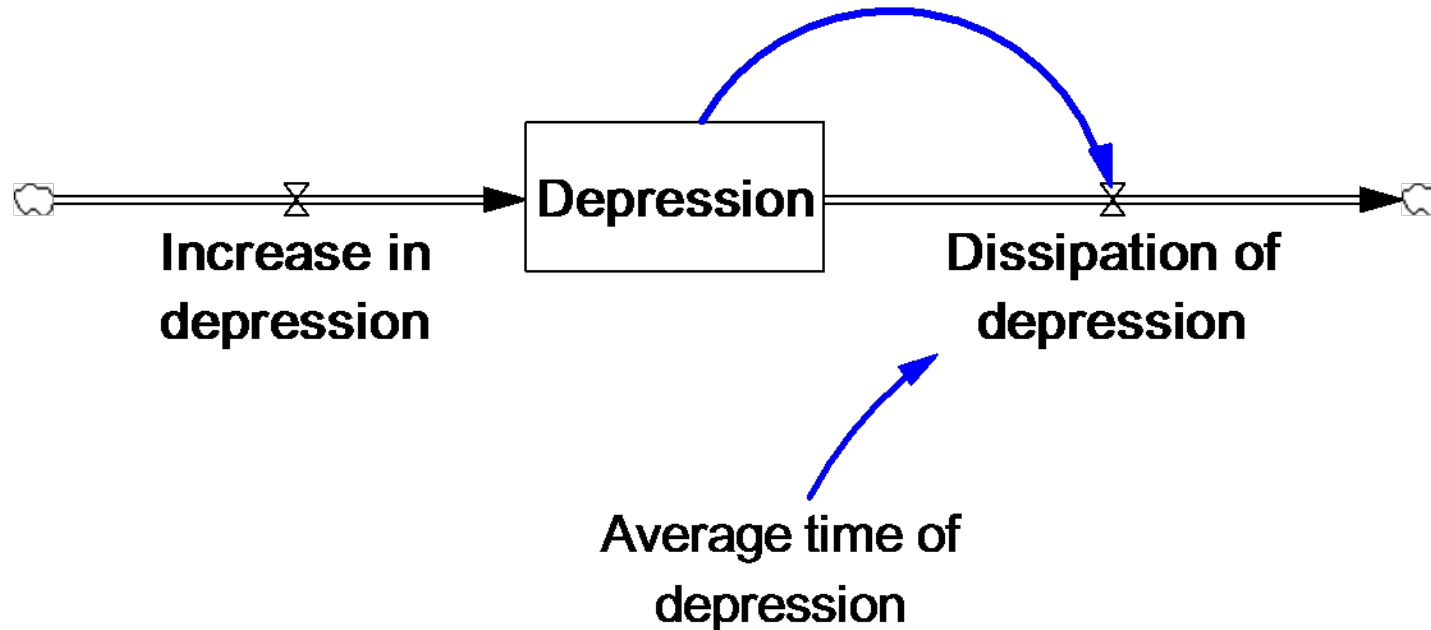 Depression
Increase in
depression
Dissipation of
depression
Average time of
depression